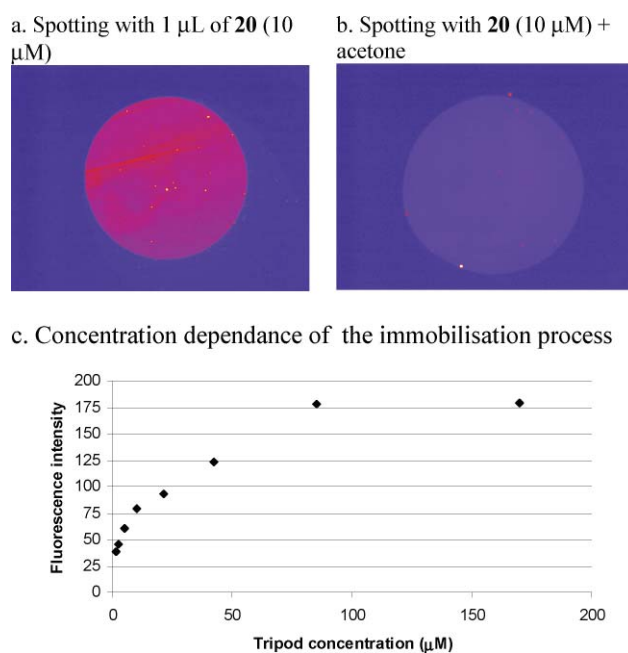 a. Spotting with 1 μL of 20 (10
μM)
b. Spotting with 20 (10 μM) +
acetone
c. Concentration dependance of the immobilisation process
200
175
150
125
100
75
50
25
0
Fluorescence intensity
0 50 100 150 200
Tripod concentration (μM)